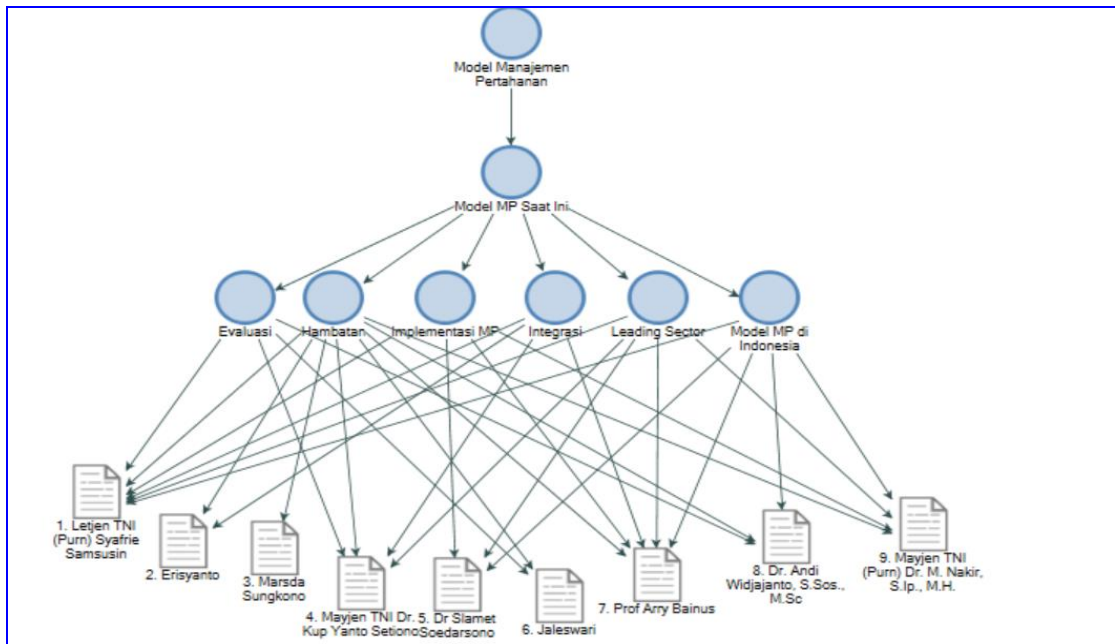 Model Manajemen
Pertahanan
Model MP Saat Ini
Evaluasi
Hambatan
Implementasi MP
Integrasi
Leading Sector
Model MP di
Indonesia
1. Letjen TNI
(Purn) Syafrie
Samsusin
2. Erisyanto
3. Marsda
Sungkono
4. Mayjen TNI Dr.
Kup Yanto Setiono
5. Dr Slamet
Soedarsono
6. Jaleswari
7. Prof Arry Bainus
8. Dr. Andi
Widjajanto, S.Sos.,
M.Sc
9. Mayjen TNI
(Purn) Dr. M. Nakir,
S.Ip., M.H.